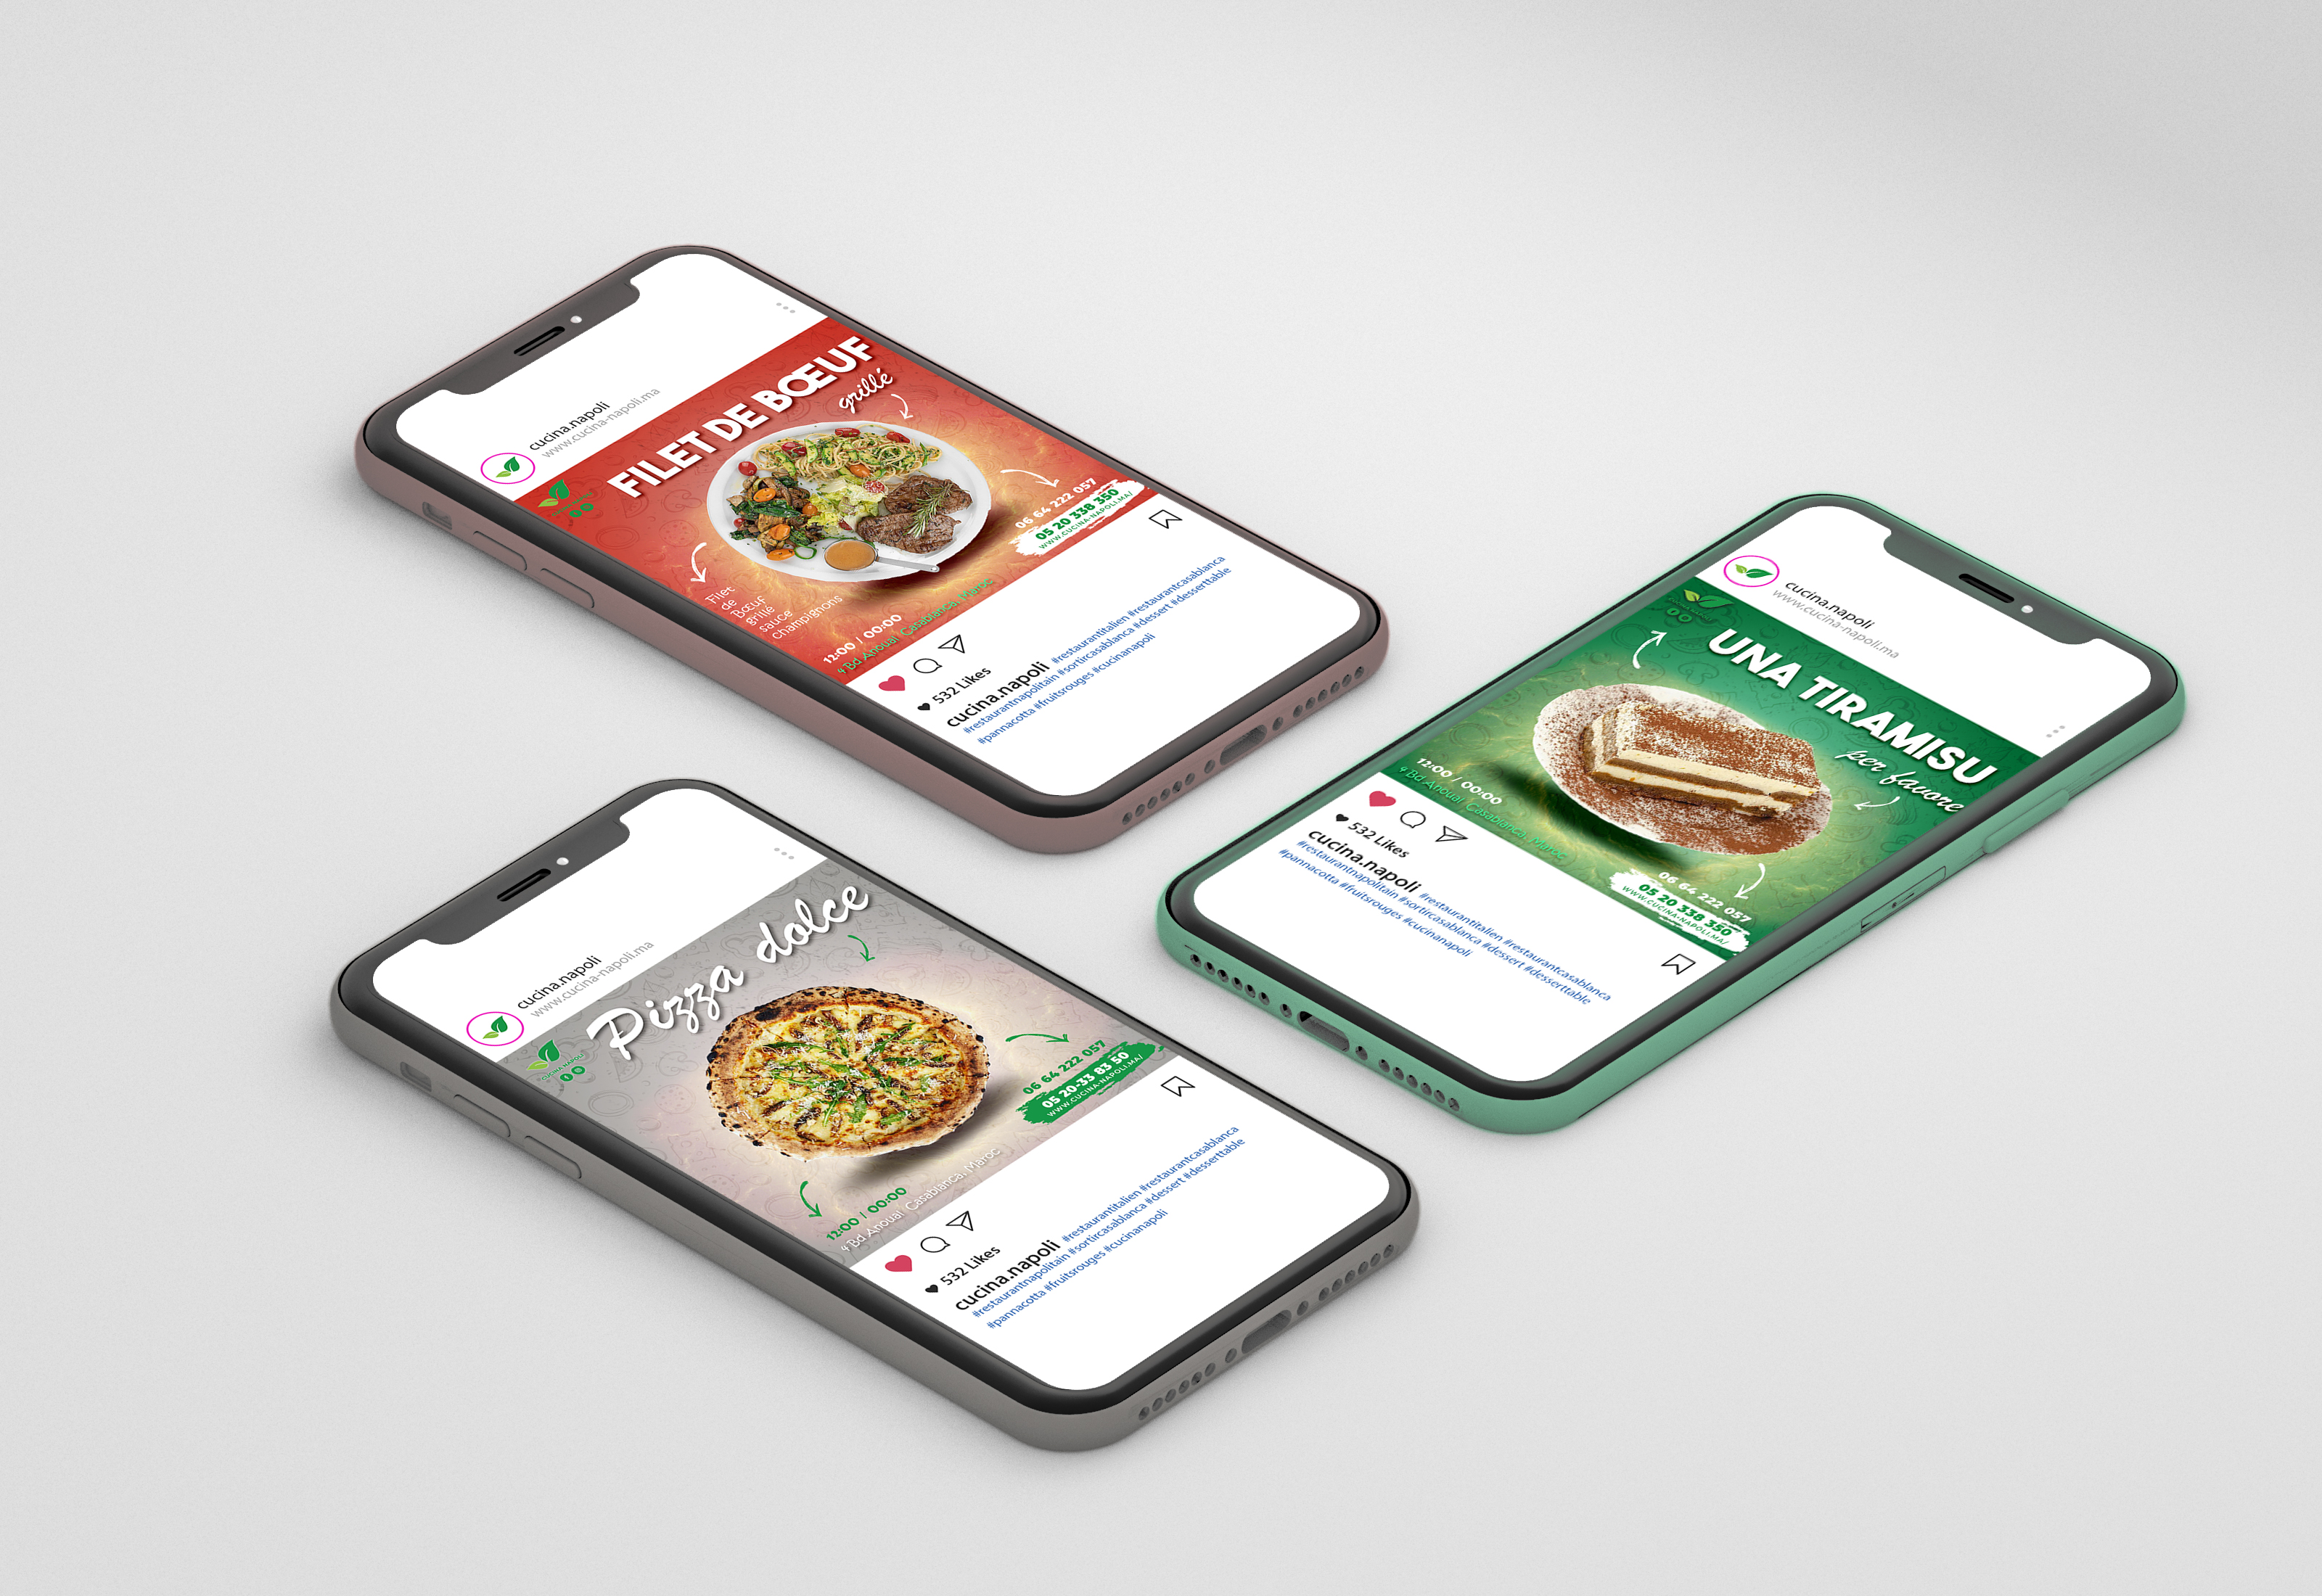 cucina.napoli
www.cucina-napoli.ma
FILET DE BŒUF
grillé
06 64 222 057
05 20 338 350
WWW.CUCINA-NAPOLI.MA/
Filet
de
Bœuf
grillé
sauce
champignons
12:00 / 00:00
4 Bd Anoual, Casablanca, Maroc
532 Likes
cucina.napoli #restaurantitalien #restaurantcasablanca
#restaurantnapolitain #sortircasablanca #dessert #desserttable
#pannacotta #fruitsrouges #cucinanapoli
cucina.napoli
www.cucina-napoli.ma
UNA TIRAMISU
per favore
12:00 / 00:00
4 Bd Anoual, Casablanca, Maroc
06 64 222 057
05 20 338 350
WWW.CUCINA-NAPOLI.MA/
532 Likes
cucina.napoli #restaurantitalien #restaurantcasablanca
#restaurantnapolitain #sortircasablanca #dessert #desserttable
#pannacotta #fruitsrouges #cucinanapoli
cucina.napoli
www.cucina-napoli.ma
Pizza dolce
CUCINA NAPOLI
06 64 222 057
05 20-33 83 50
WWW.CUCINA-NAPOLI.MA/
12:00 / 00:00
4 Bd Anoual, Casablanca, Maroc
532 Likes
cucina.napoli #restaurantitalien #restaurantcasablanca
#restaurantnapolitain #sortircasablanca #dessert #desserttable
#pannacotta #fruitsrouges #cucinanapoli